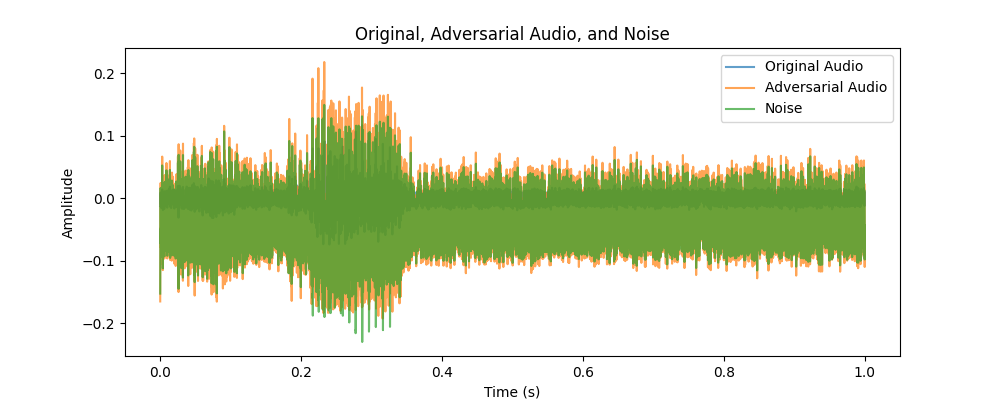 Original, Adversarial Audio, and Noise
Original Audio
Adversarial Audio
Noise
Amplitude
0.2
0.1
0.0
−0.1
−0.2
0.0 0.2 0.4 0.6 0.8 1.0
Time (s)